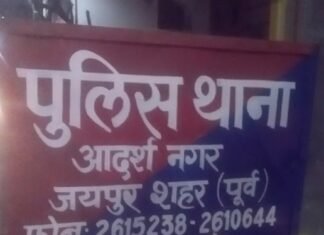 पुलिस थाना
आदर्श नगर
जयपुर शहर (पूर्व)
फोन: 2615238-2610644